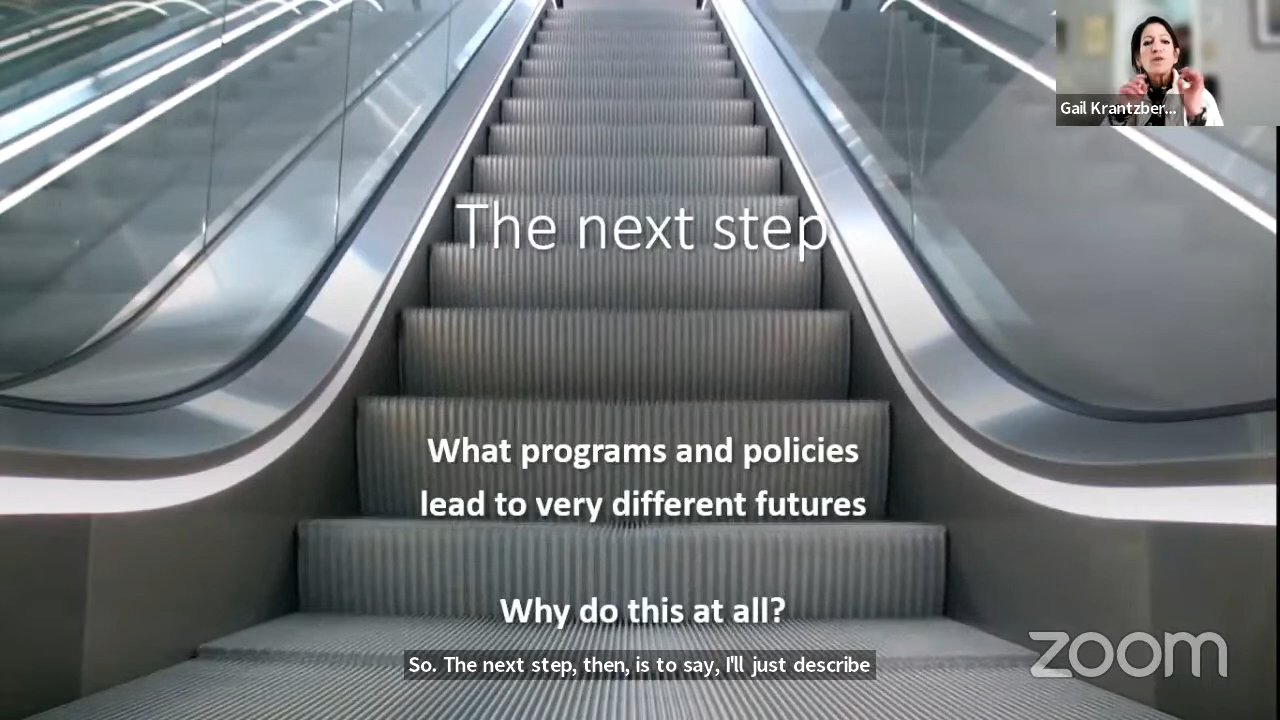 Gail Krantzber...
The next step
What programs and policies
lead to very different futures
Why do this at all?
So. The next step, then, is to say, I'll just describe
zoom